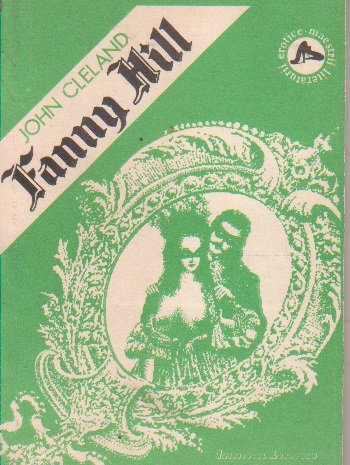 JOHN CLELAND
Fanny Hill
maeștrii literaturii erotice